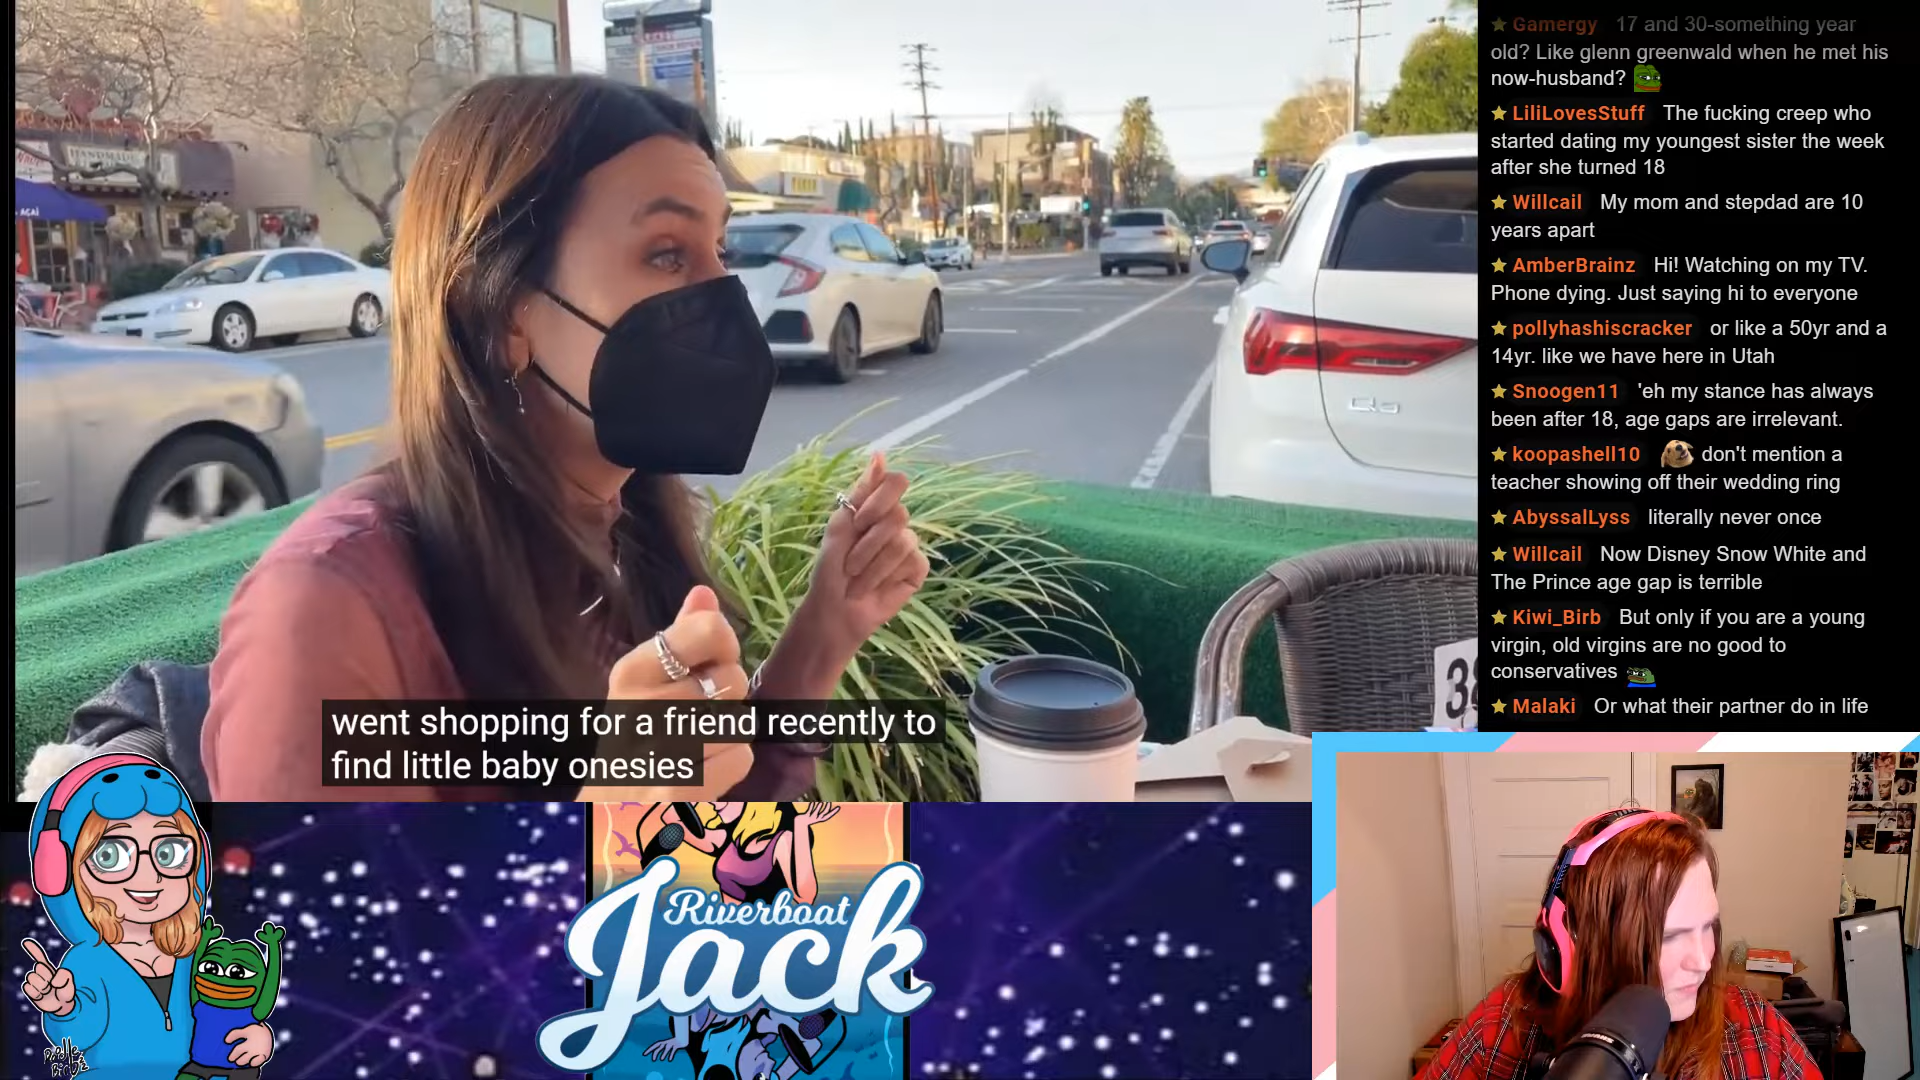 HANDMADE
ACAI
38
went shopping for a friend recently to
find little baby onesies
Gamergy 17 and 30-something year
old? Like glenn greenwald when he met his
now-husband?
LiliLovesStuff The fucking creep who
started dating my youngest sister the week
after she turned 18
Willcail My mom and stepdad are 10
years apart
AmberBrainz Hi! Watching on my TV.
Phone dying. Just saying hi to everyone
pollyhashiscracker or like a 50yr and a
14yr. like we have here in Utah
Snoogen11 'eh my stance has always
been after 18, age gaps are irrelevant.
koopashell10 don't mention a
teacher showing off their wedding ring
AbyssalLyss literally never once
Willcail Now Disney Snow White and
The Prince age gap is terrible
Kiwi_Birb But only if you are a young
virgin, old virgins are no good to
conservatives
Malaki Or what their partner do in life
Riverboat
Jack